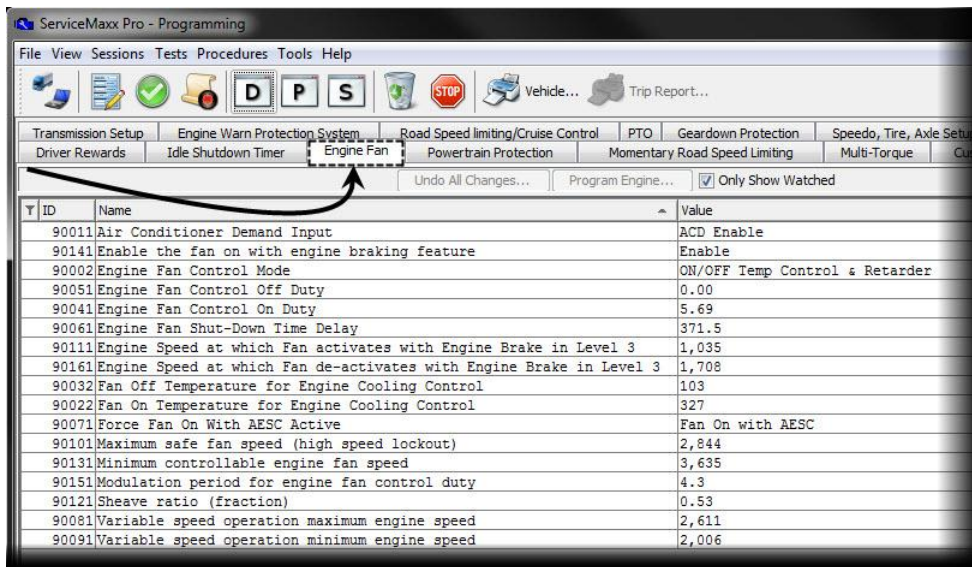 ServiceMaxx Pro - Programming
File View Sessions Tests Procedures Tools Help
D P S STOP Vehicle... Trip Report...
Transmission Setup Engine Warn Protection System Road Speed limiting/Cruise Control PTO Geardown Protection Speedo, Tire, Axle Setu
Driver Rewards Idle Shutdown Timer Engine Fan Powertrain Protection Momentary Road Speed Limiting Multi-Torque Cu
Undo All Changes... Program Engine... Only Show Watched
ID Name Value
90011 Air Conditioner Demand Input ACD Enable
90141 Enable the fan on with engine braking feature Enable
90002 Engine Fan Control Mode ON/OFF Temp Control & Retarder
90051 Engine Fan Control Off Duty 0.00
90041 Engine Fan Control On Duty 5.69
90061 Engine Fan Shut-Down Time Delay 371.5
90111 Engine Speed at which Fan activates with Engine Brake in Level 3 1,035
90161 Engine Speed at which Fan de-activates with Engine Brake in Level 3 1,708
90032 Fan Off Temperature for Engine Cooling Control 103
90022 Fan On Temperature for Engine Cooling Control 327
90071 Force Fan On With AESC Active Fan On with AESC
90101 Maximum safe fan speed (high speed lockout) 2,844
90131 Minimum controllable engine fan speed 3,635
90151 Modulation period for engine fan control duty 4.3
90121 Sheave ratio (fraction) 0.53
90081 Variable speed operation maximum engine speed 2,611
90091 Variable speed operation minimum engine speed 2,006